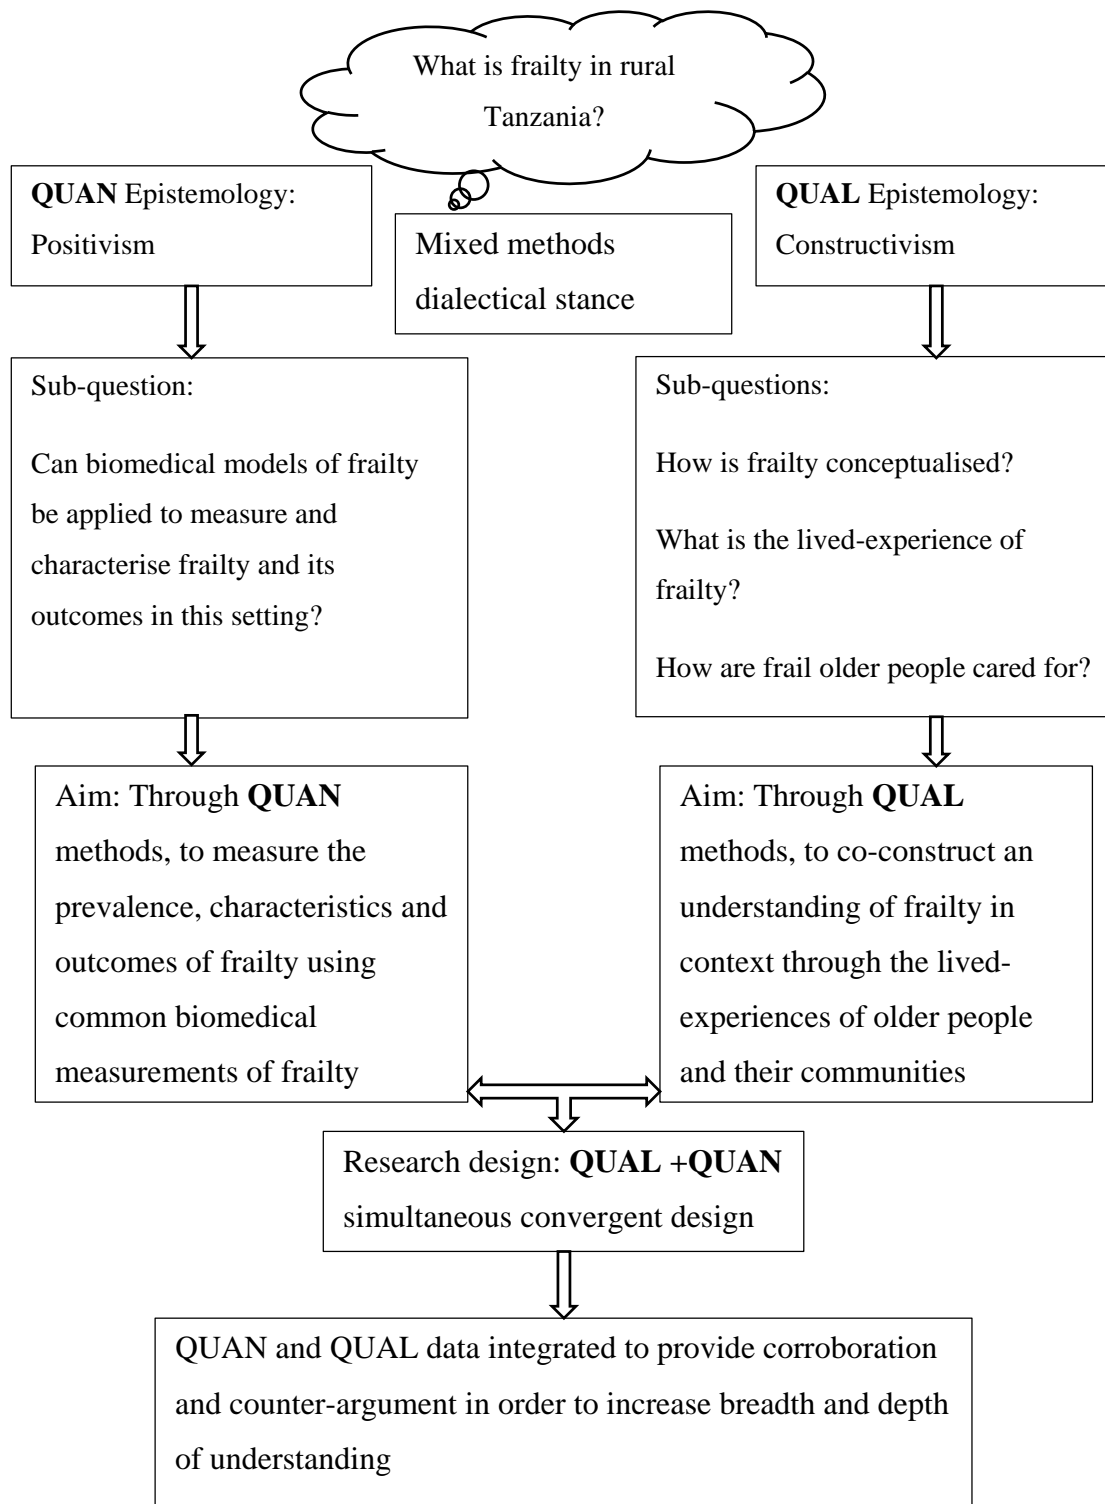 What is frailty in rural
Tanzania?
QUAN Epistemology:
Positivism
Mixed methods
dialectical stance
QUAL Epistemology:
Constructivism
Sub-question:
Can biomedical models of frailty
be applied to measure and
characterise frailty and its
outcomes in this setting?
Sub-questions:
How is frailty conceptualised?
What is the lived-experience of
frailty?
How are frail older people cared for?
Aim: Through QUAN
methods, to measure the
prevalence, characteristics and
outcomes of frailty using
common biomedical
measurements of frailty
Aim: Through QUAL
methods, to co-construct an
understanding of frailty in
context through the lived-
experiences of older people
and their communities
Research design: QUAL +QUAN
simultaneous convergent design
QUAN and QUAL data integrated to provide corroboration
and counter-argument in order to increase breadth and depth
of understanding